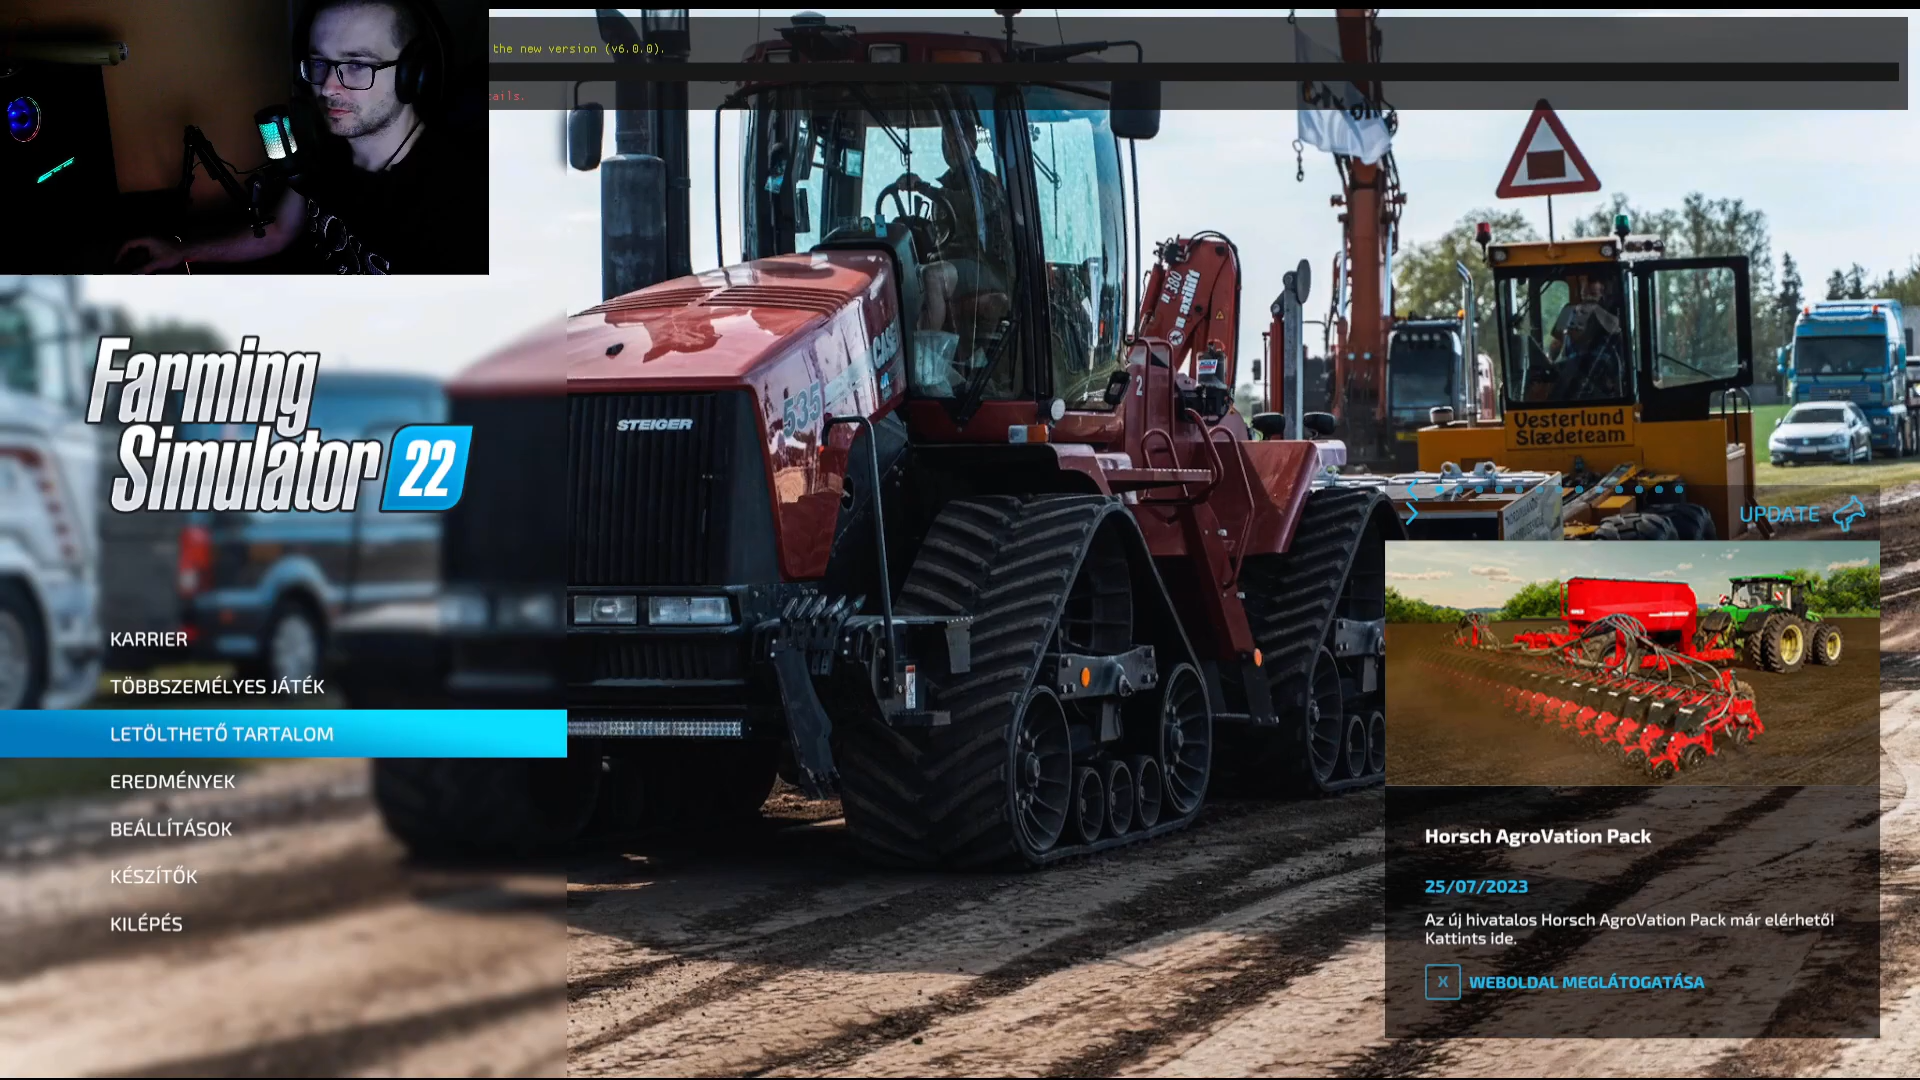 the new version (v6.0.0).
ails.
Farming
Simulator 22
535
CASE
STEIGER
Vesterlund
Slædeteam
UPDATE
KARRIER
TÖBBSZEMÉLYES JÁTÉK
LETÖLTHETŐ TARTALOM
EREDMÉNYEK
BEÁLLÍTÁSOK
KÉSZÍTŐK
KILÉPÉS
Horsch AgroVation Pack
25/07/2023
Az új hivatalos Horsch AgroVation Pack már elérhető!
Kattints ide.
X WEBOLDAL MEGLÁTOGATÁSA